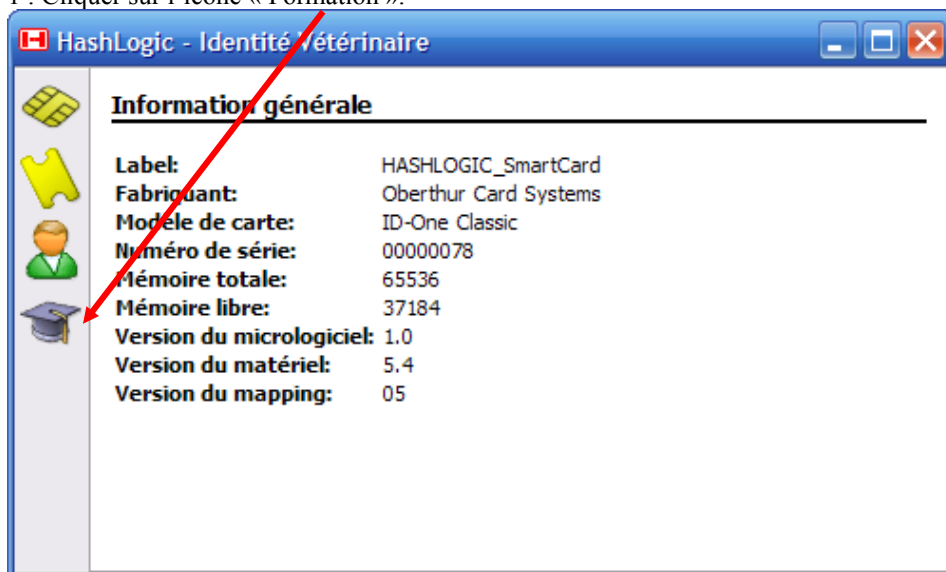 1 . Cliquer sur l'icône « Formation ».
HashLogic - Identité Vétérinaire
Information générale
Label: HASHLOGIC_SmartCard
Fabriquant: Oberthur Card Systems
Modèle de carte: ID-One Classic
Numéro de série: 00000078
Mémoire totale: 65536
Mémoire libre: 37184
Version du micrologiciel: 1.0
Version du matériel: 5.4
Version du mapping: 05